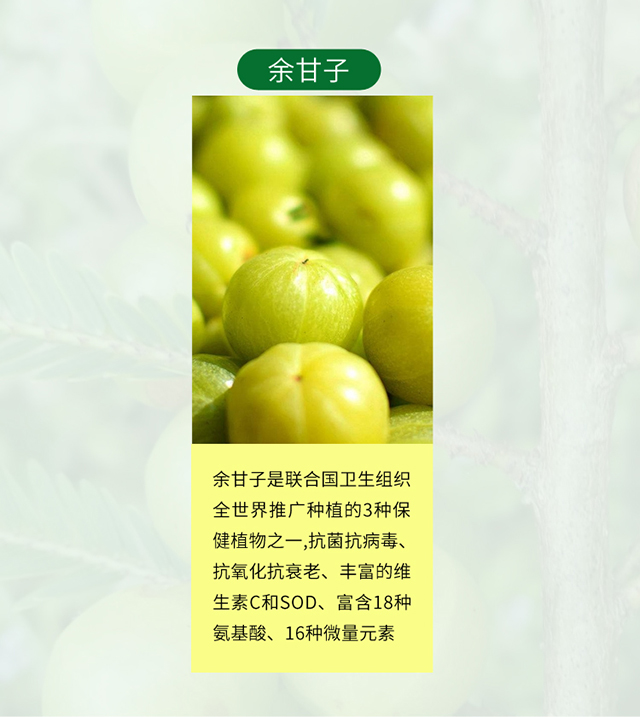 余甘子
余甘子是联合国卫生组织
全世界推广种植的3种保
健植物之一,抗菌抗病毒、
抗氧化抗衰老、丰富的维
生素C和SOD、富含18种
氨基酸、16种微量元素